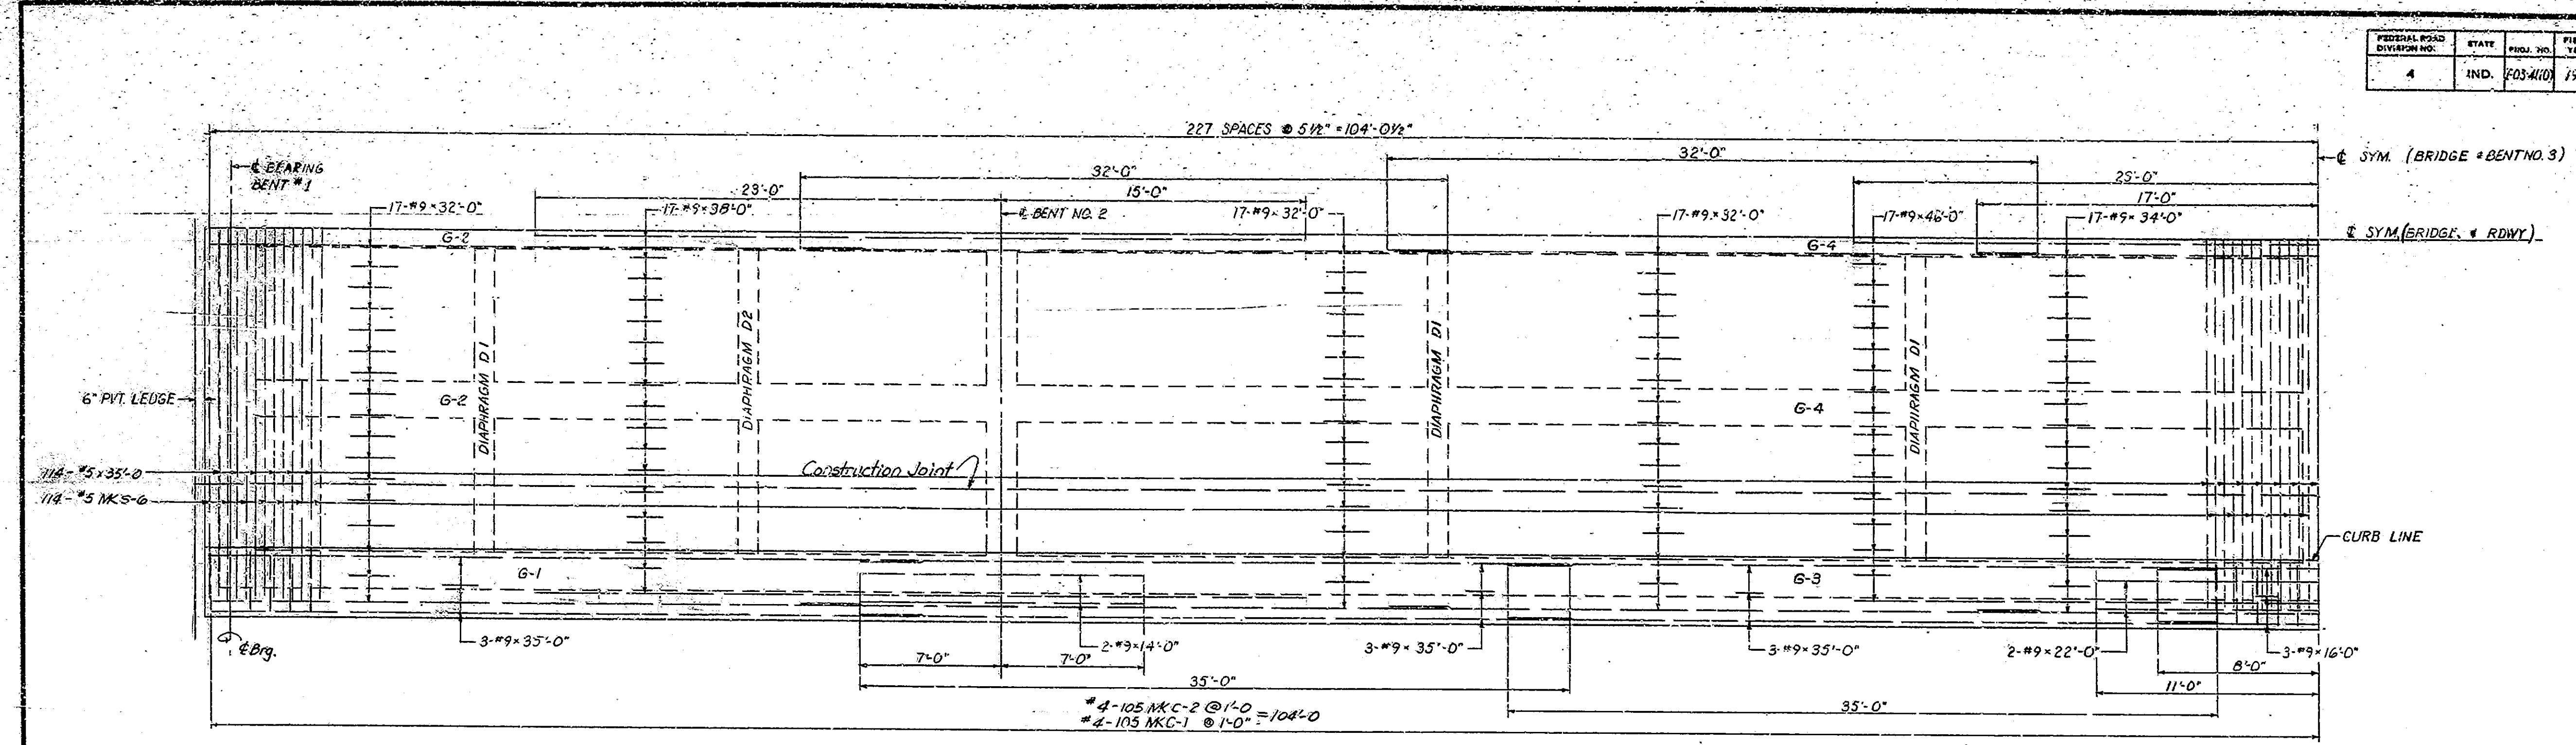 FEDERAL ROAD DIVISION NO. STATE PROJ. NO.
4 IND.
227 SPACES @ 5 1/2" = 104'-0 1/2"
℄ BEARING
BENT #1
℄ SYM. (BRIDGE & BENT NO. 3)
32'-0"
32'-0"
23'-0"
15'-0"
17'-0"
17-#9×32'-0"
17-#9×38'-0"
℄ BENT NO. 2
17-#9×32'-0"
17-#9×32'-0"
17-#9×46'-0"
17-#9×34'-0"
℄ SYM. (BRIDGE & RDWY)
G-2
G-4
DIAPHRAGM D1
DIAPHRAGM D2
DIAPHRAGM D1
DIAPHRAGM D1
6" PVT. LEDGE
G-2
G-4
Construction Joint
114-#5×35'-0
114-#5 MKS-6
CURB LINE
G-1
G-3
℄ Brg.
3-#9×35'-0"
2-#9×14'-0"
3-#9×35'-0"
3-#9×35'-0"
2-#9×22'-0"
3-#9×16'-0"
7'-0"
7'-0"
8'-0"
35'-0"
11'-0"
35'-0"
#4-105 MKC-2 @ 1'-0
#4-105 MKC-1 @ 1'-0" = 104'-0